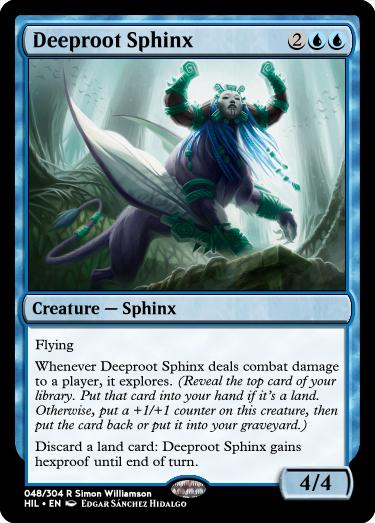 Deeproot Sphinx 2
Creature — Sphinx
Flying
Whenever Deeproot Sphinx deals combat damage
to a player, it explores. (Reveal the top card of your
library. Put that card into your hand if it's a land.
Otherwise, put a +1/+1 counter on this creature, then
put the card back or put it into your graveyard.)
Discard a land card: Deeproot Sphinx gains
hexproof until end of turn.
4/4
048/304 R Simon Williamson
HIL • EN Edgar Sánchez Hidalgo